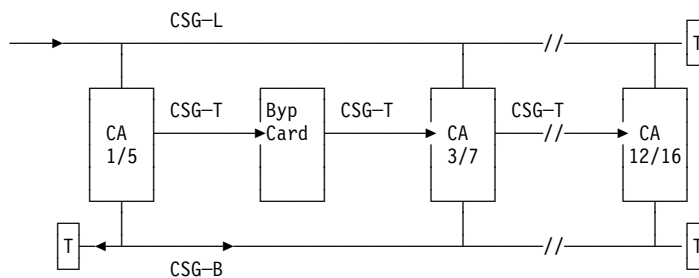 CSG–L
//
T
CSG–T
Byp
Card
CSG–T
CSG–T
//
CA
1/5
CA
3/7
CA
12/16
T
CSG–B
//
T